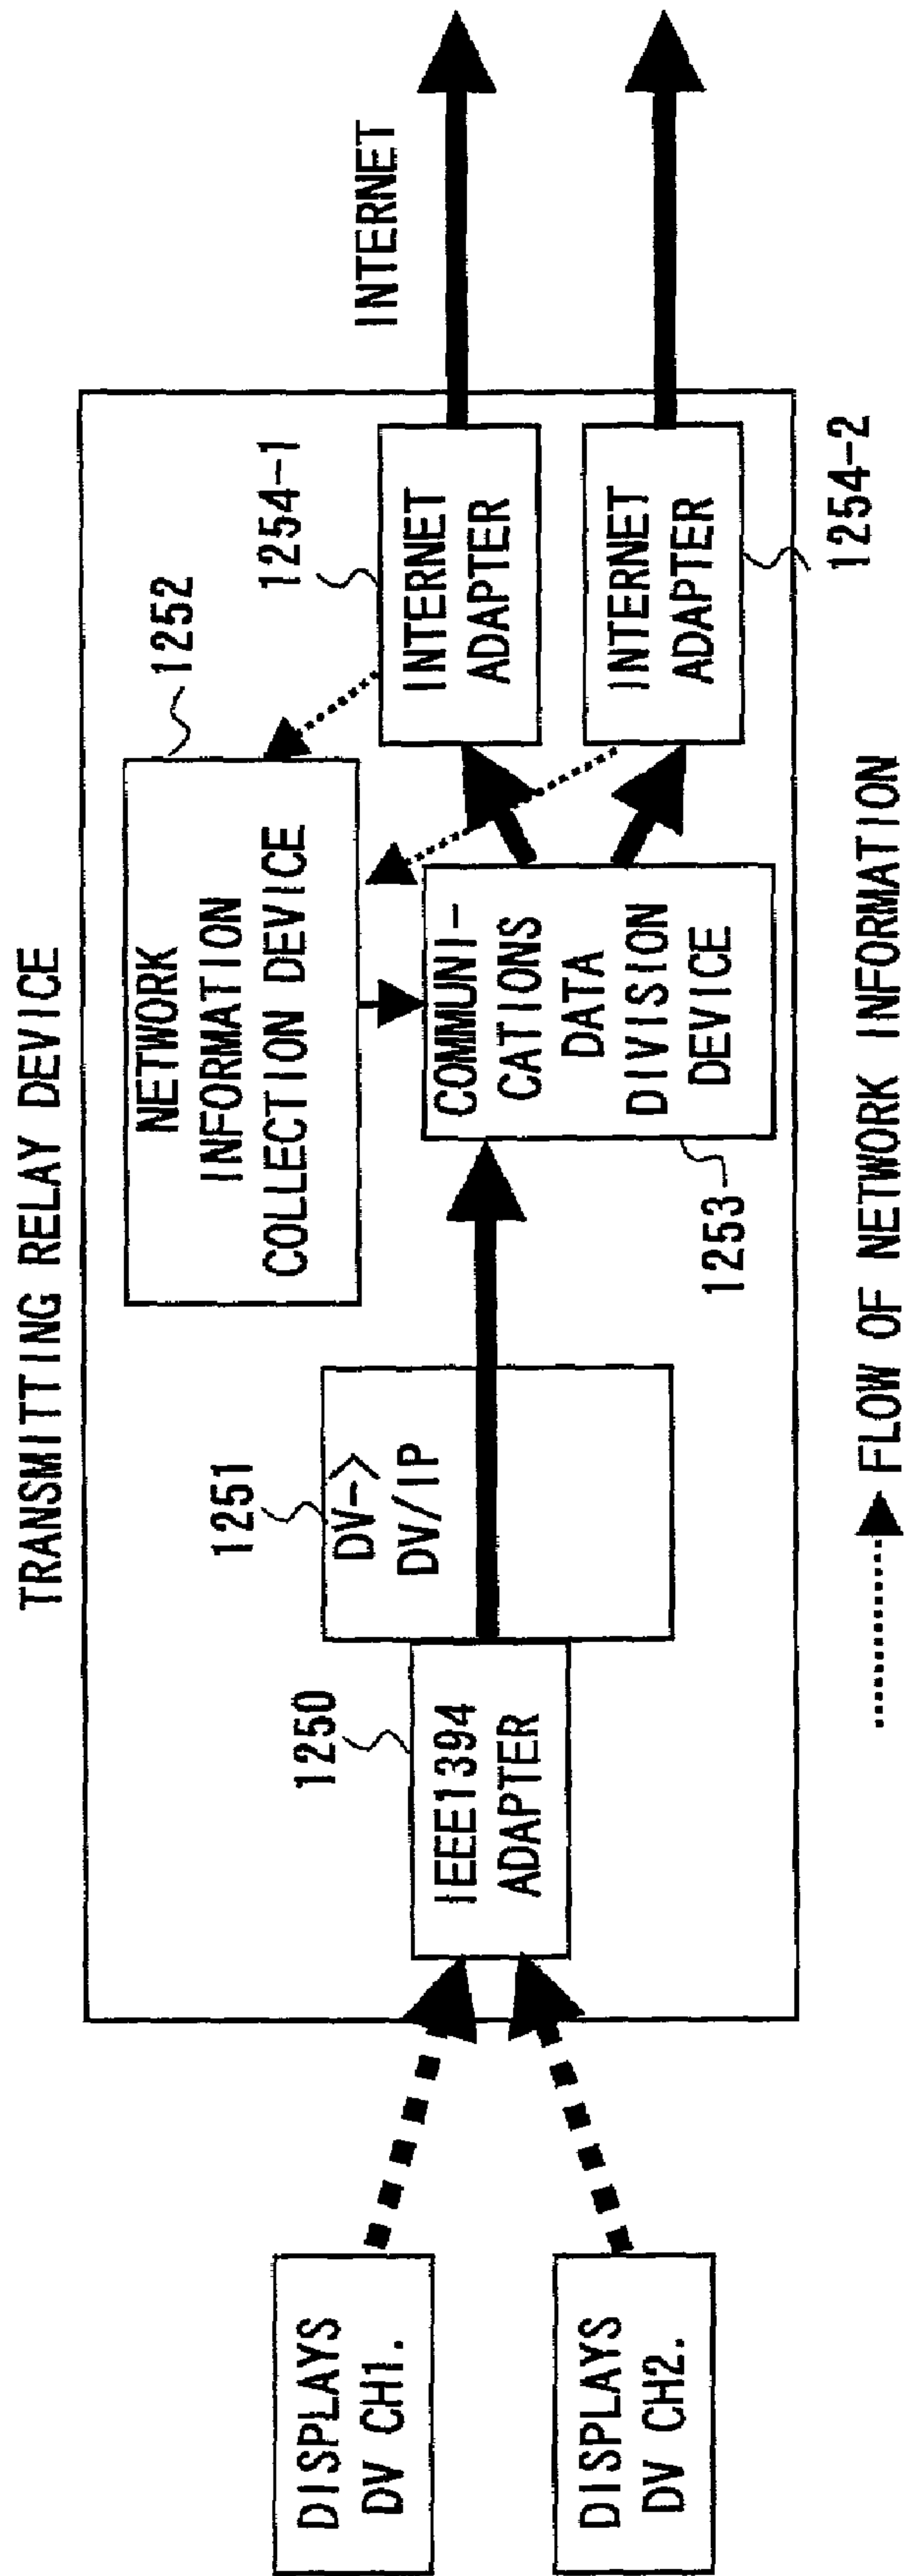 TRANSMITTING RELAY DEVICE
DISPLAYS
DV CH1.
DISPLAYS
DV CH2.
1250
IEEE1394
ADAPTER
1251
DV->
DV/IP
1252
NETWORK
INFORMATION
COLLECTION DEVICE
COMMUNI-
CATIONS
DATA
DIVISION
DEVICE
1253
1254-1
INTERNET
ADAPTER
INTERNET
ADAPTER
1254-2
INTERNET
FLOW OF NETWORK INFORMATION